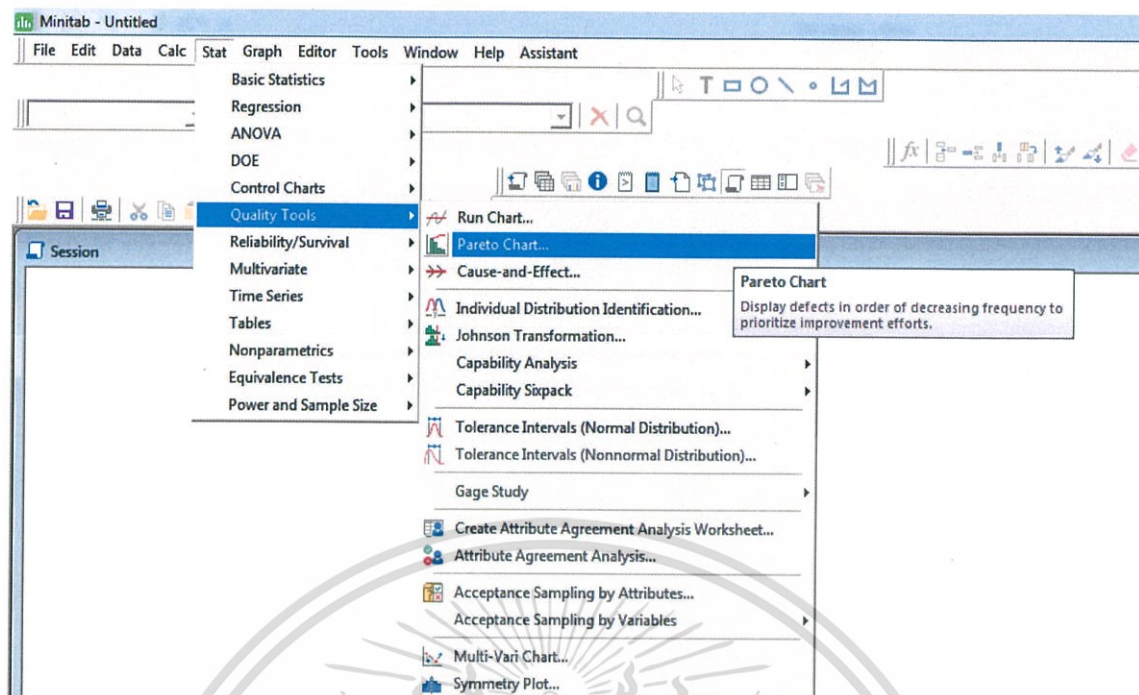 Minitab - Untitled
File Edit Data Calc Stat Graph Editor Tools Window Help Assistant
Basic Statistics
Regression
ANOVA
DOE
Control Charts
Quality Tools
Reliability/Survival
Multivariate
Time Series
Tables
Nonparametrics
Equivalence Tests
Power and Sample Size
Session
Run Chart...
Pareto Chart...
Cause-and-Effect...
Individual Distribution Identification...
Johnson Transformation...
Capability Analysis
Capability Sixpack
Tolerance Intervals (Normal Distribution)...
Tolerance Intervals (Nonnormal Distribution)...
Gage Study
Create Attribute Agreement Analysis Worksheet...
Attribute Agreement Analysis...
Acceptance Sampling by Attributes...
Acceptance Sampling by Variables
Multi-Vari Chart...
Symmetry Plot...
Pareto Chart
Display defects in order of decreasing frequency to
prioritize improvement efforts.